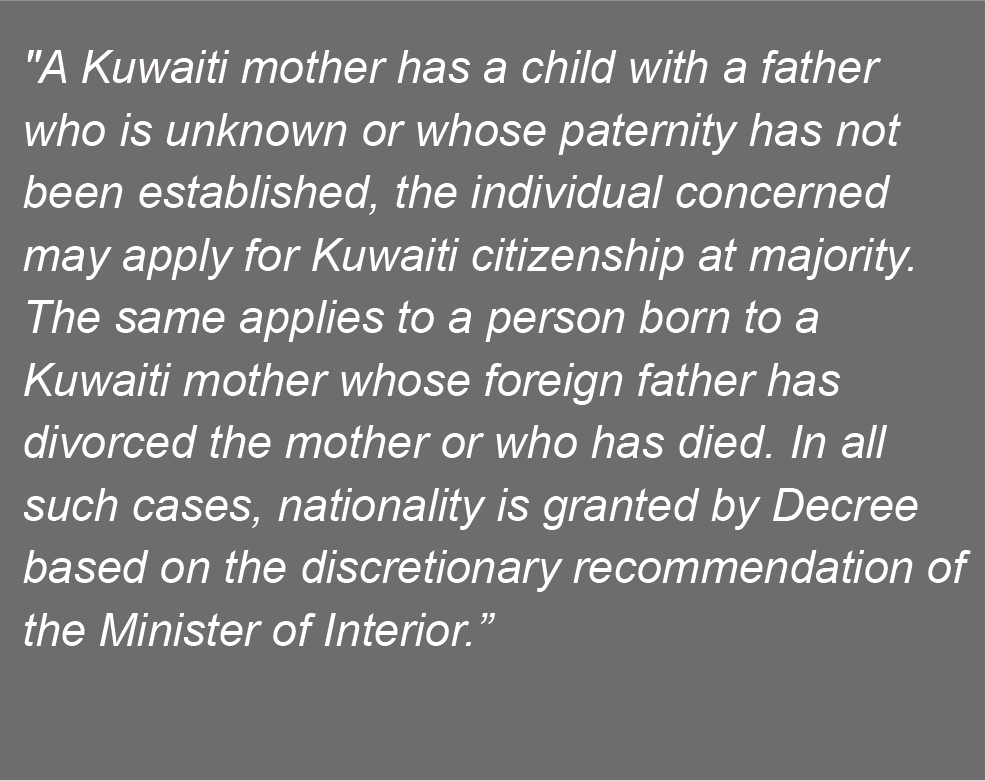 "A Kuwaiti mother has a child with a father
who is unknown or whose paternity has not
been established, the individual concerned
may apply for Kuwaiti citizenship at majority.
The same applies to a person born to a
Kuwaiti mother whose foreign father has
divorced the mother or who has died. In all
such cases, nationality is granted by Decree
based on the discretionary recommendation of
the Minister of Interior.”